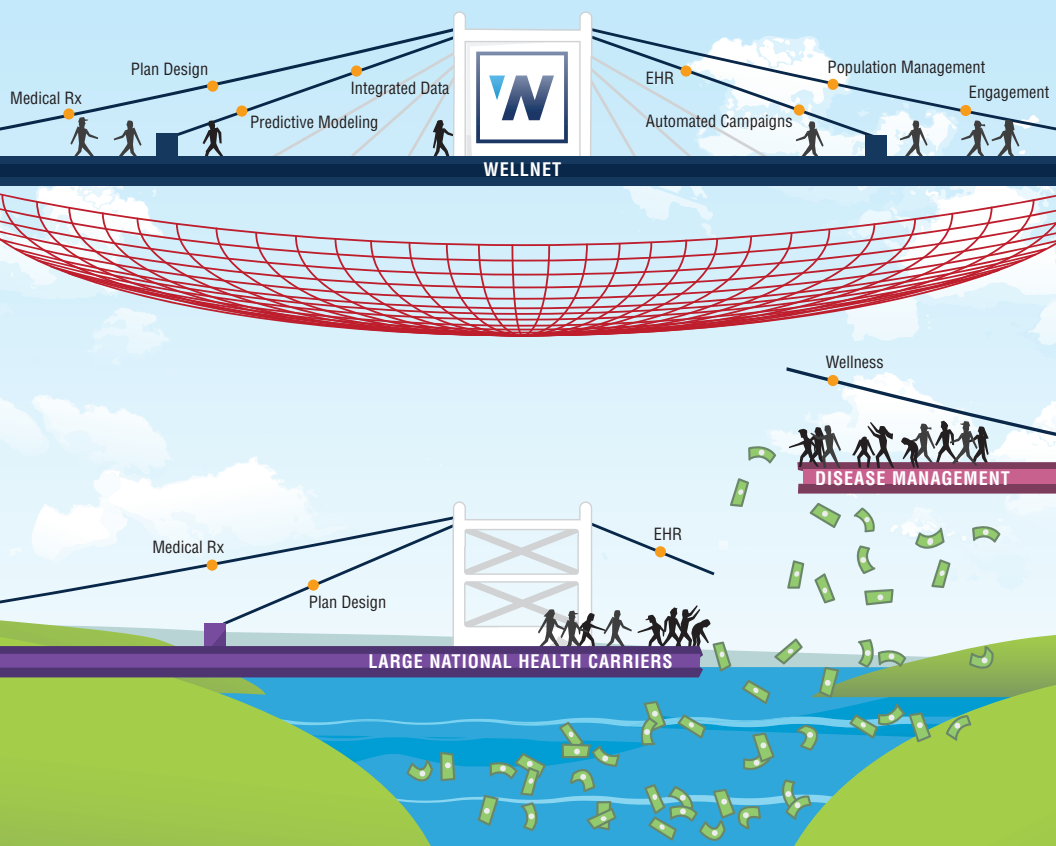 Plan Design
Medical Rx
Integrated Data
Predictive Modeling
W
EHR
Population Management
Engagement
Automated Campaigns
WELLNET
Wellness
DISEASE MANAGEMENT
Medical Rx
Plan Design
EHR
LARGE NATIONAL HEALTH CARRIERS